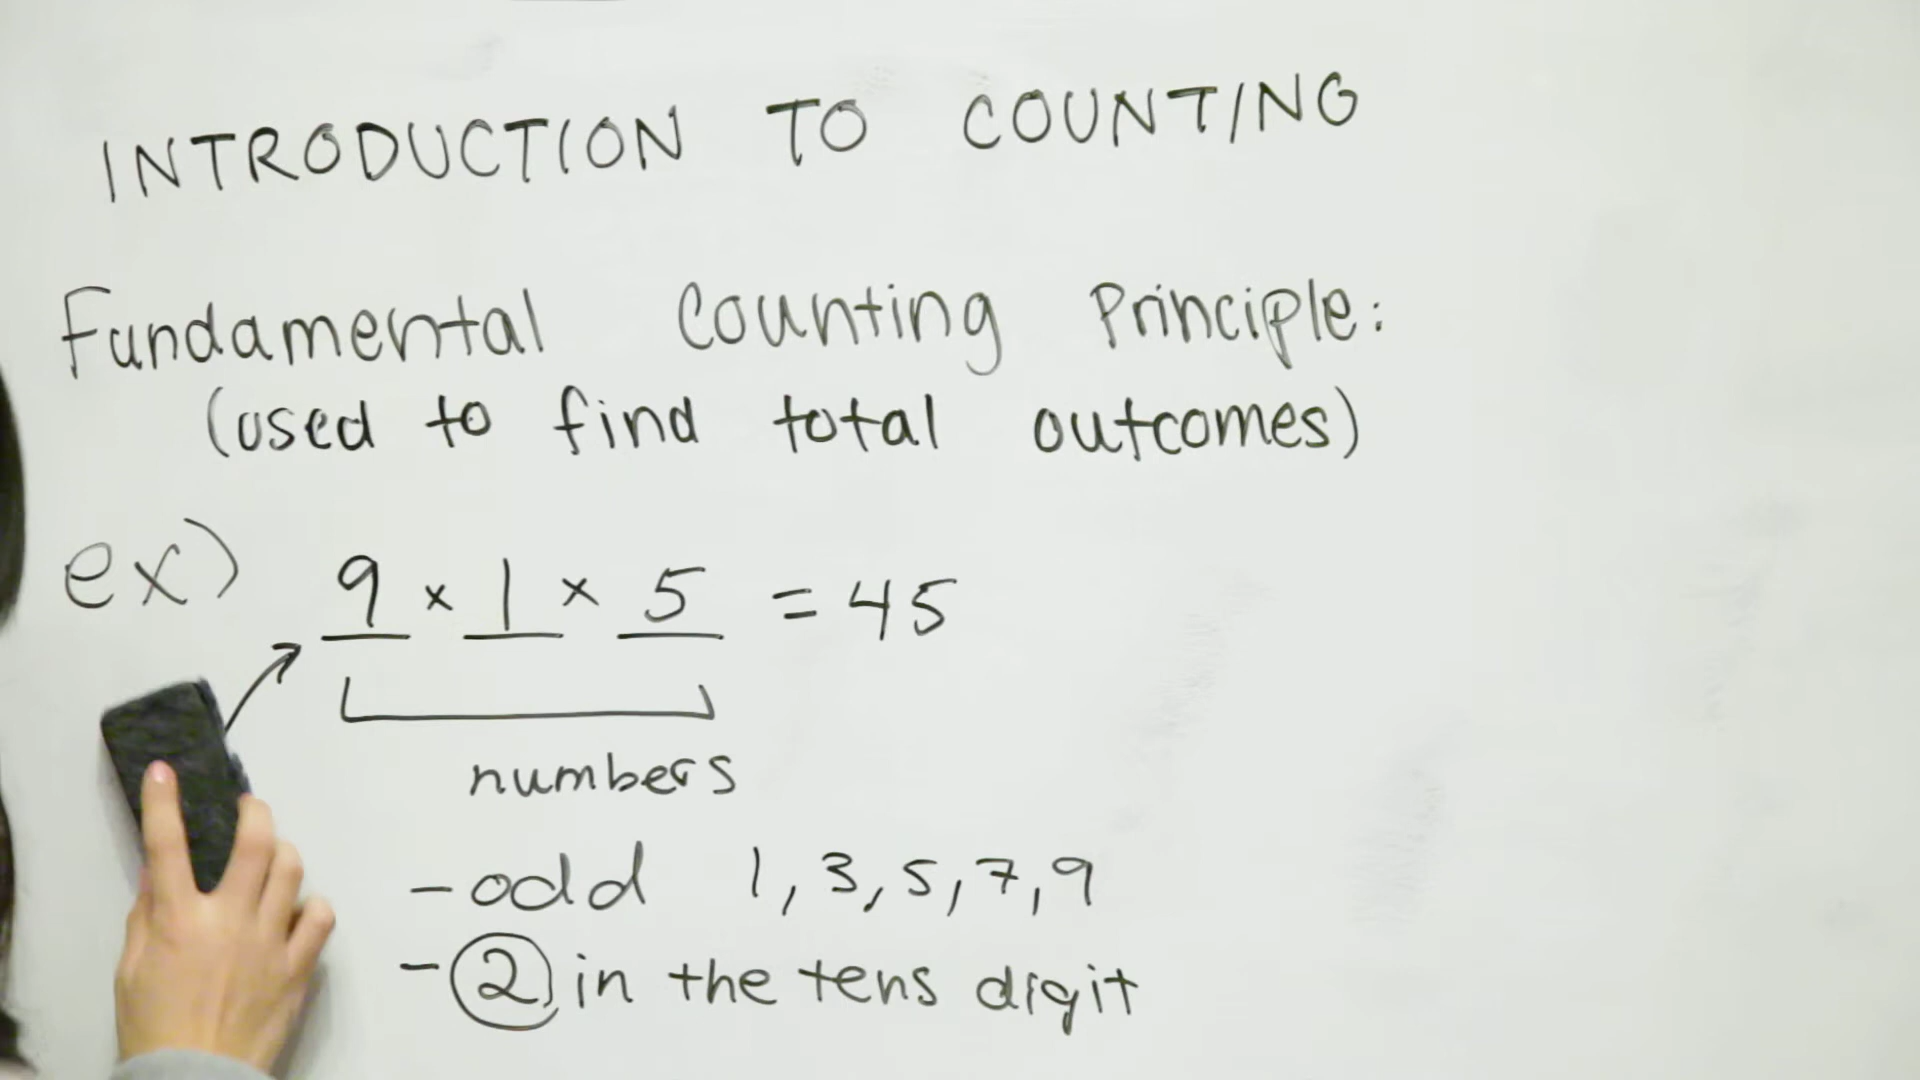 INTRODUCTION TO COUNTING
Fundamental Counting Principle:
(used to find total outcomes)
ex) 9 × 1 × 5 = 45
numbers
- odd 1, 3, 5, 7, 9
- 2 in the tens digit